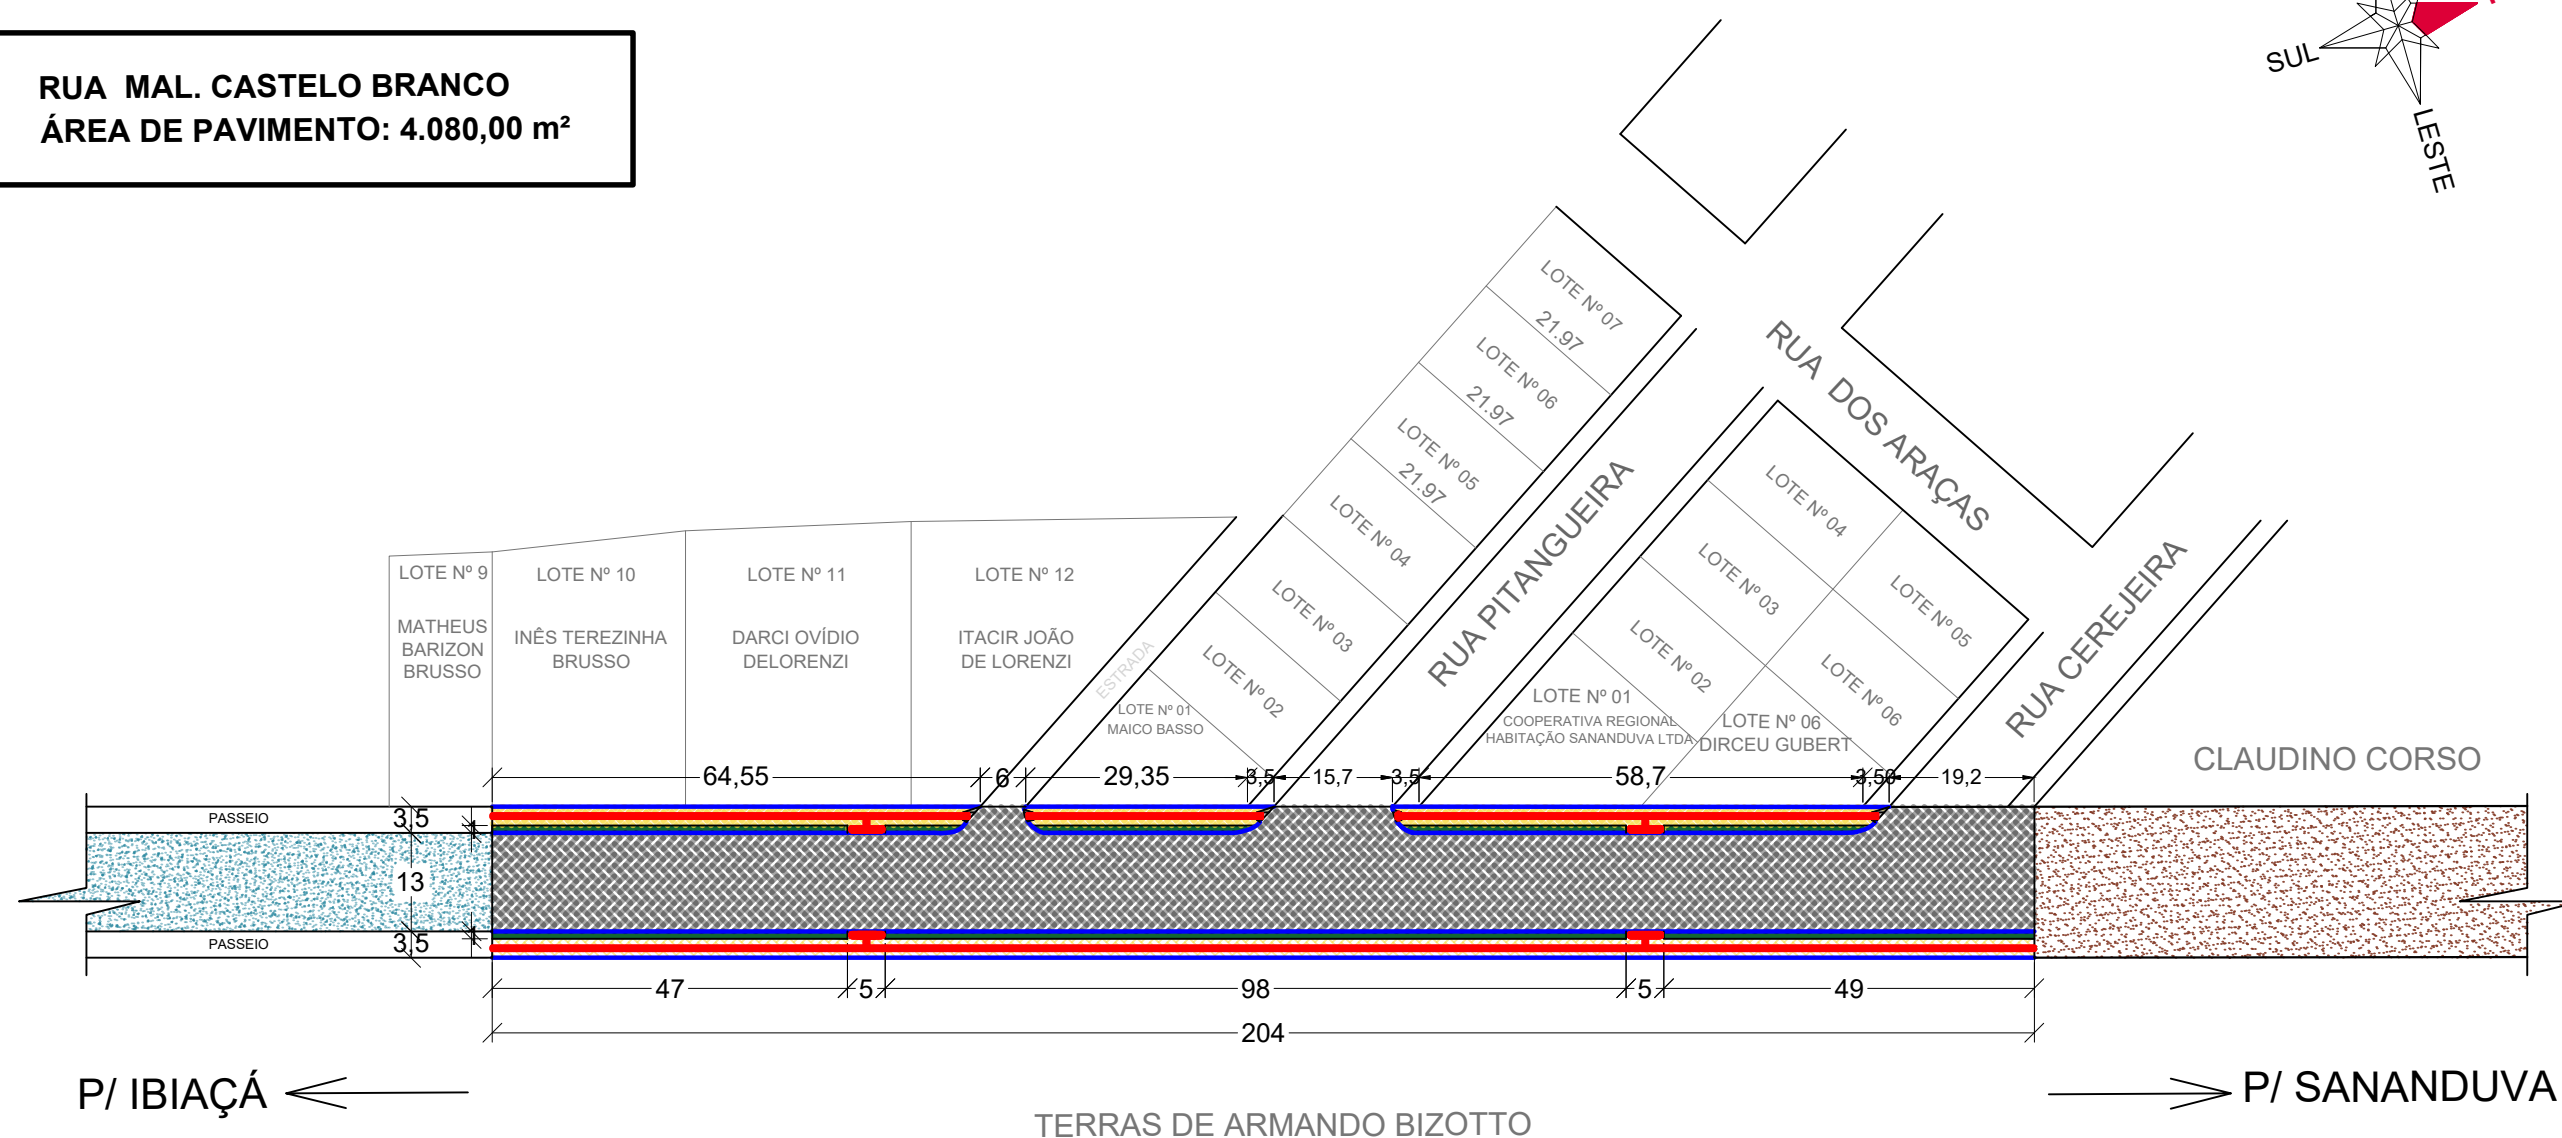 RUA MAL. CASTELO BRANCO
ÁREA DE PAVIMENTO: 4.080,00 m²
SUL
LESTE
LOTE Nº 07
21.97
LOTE Nº 06
21.97
LOTE Nº 05
21.97
LOTE Nº 04
LOTE Nº 03
LOTE Nº 02
LOTE Nº 01
MAICO BASSO
ESTRADA
RUA PITANGUEIRA
RUA DOS ARAÇAS
RUA CEREJEIRA
LOTE Nº 04
LOTE Nº 03
LOTE Nº 02
LOTE Nº 05
LOTE Nº 06
LOTE Nº 01
COOPERATIVA REGIONAL
HABITAÇÃO SANANDUVA LTDA
LOTE Nº 06
DIRCEU GUBERT
LOTE Nº 9
MATHEUS
BARIZON
BRUSSO
LOTE Nº 10
INÊS TEREZINHA
BRUSSO
LOTE Nº 11
DARCI OVÍDIO
DELORENZI
LOTE Nº 12
ITACIR JOÃO
DE LORENZI
CLAUDINO CORSO
64,55
6
29,35
3,5
15,7
3,5
58,7
3,50
19,2
PASSEIO
3,5
13
PASSEIO
3,5
47
5
98
5
49
204
P/ IBIAÇÁ
P/ SANANDUVA
TERRAS DE ARMANDO BIZOTTO